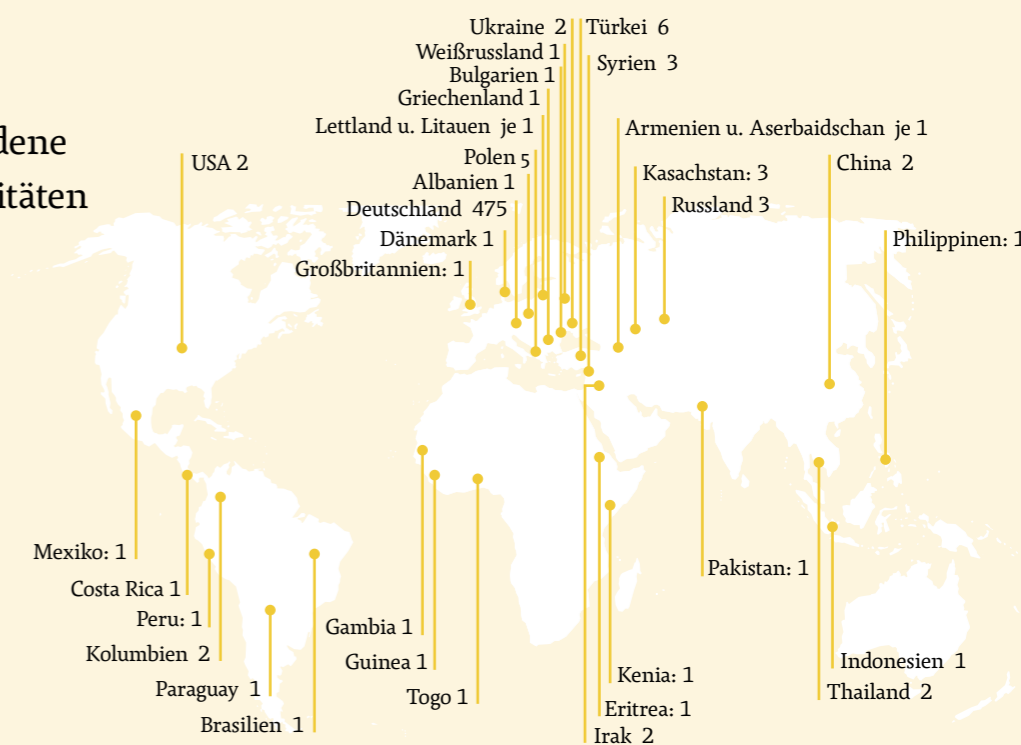 Ukraine 2
Türkei 6
Weißrussland 1
Syrien 3
Bulgarien 1
Griechenland 1
Lettland u. Litauen je 1
Armenien u. Aserbaidschan je 1
dene
itäten
USA 2
Polen 5
China 2
Albanien 1
Kasachstan: 3
Deutschland 475
Russland 3
Dänemark 1
Philippinen: 1
Großbritannien: 1
Mexiko: 1
Costa Rica 1
Pakistan: 1
Peru: 1
Gambia 1
Kolumbien 2
Guinea 1
Indonesien 1
Kenia: 1
Paraguay 1
Togo 1
Thailand 2
Eritrea: 1
Brasilien 1
Irak 2